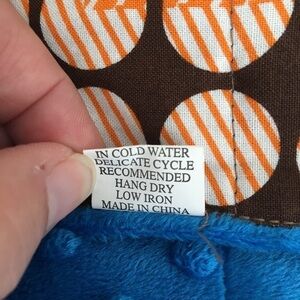 IN COLD WATER
DELICATE CYCLE
RECOMMENDED
HANG DRY
LOW IRON
MADE IN CHINA